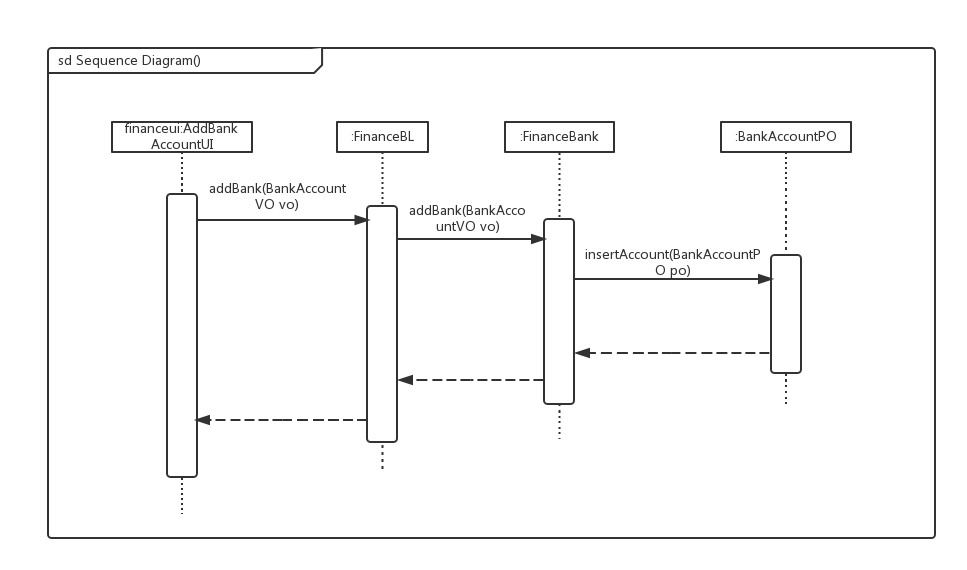 sd Sequence Diagram()
financeui:AddBank
AccountUI
:FinanceBL
:FinanceBank
:BankAccountPO
addBank(BankAccount
VO vo)
addBank(BankAcco
untVO vo)
insertAccount(BankAccountP
O po)